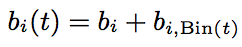 b_i(t) = b_i + b_{i,Bin(t)}